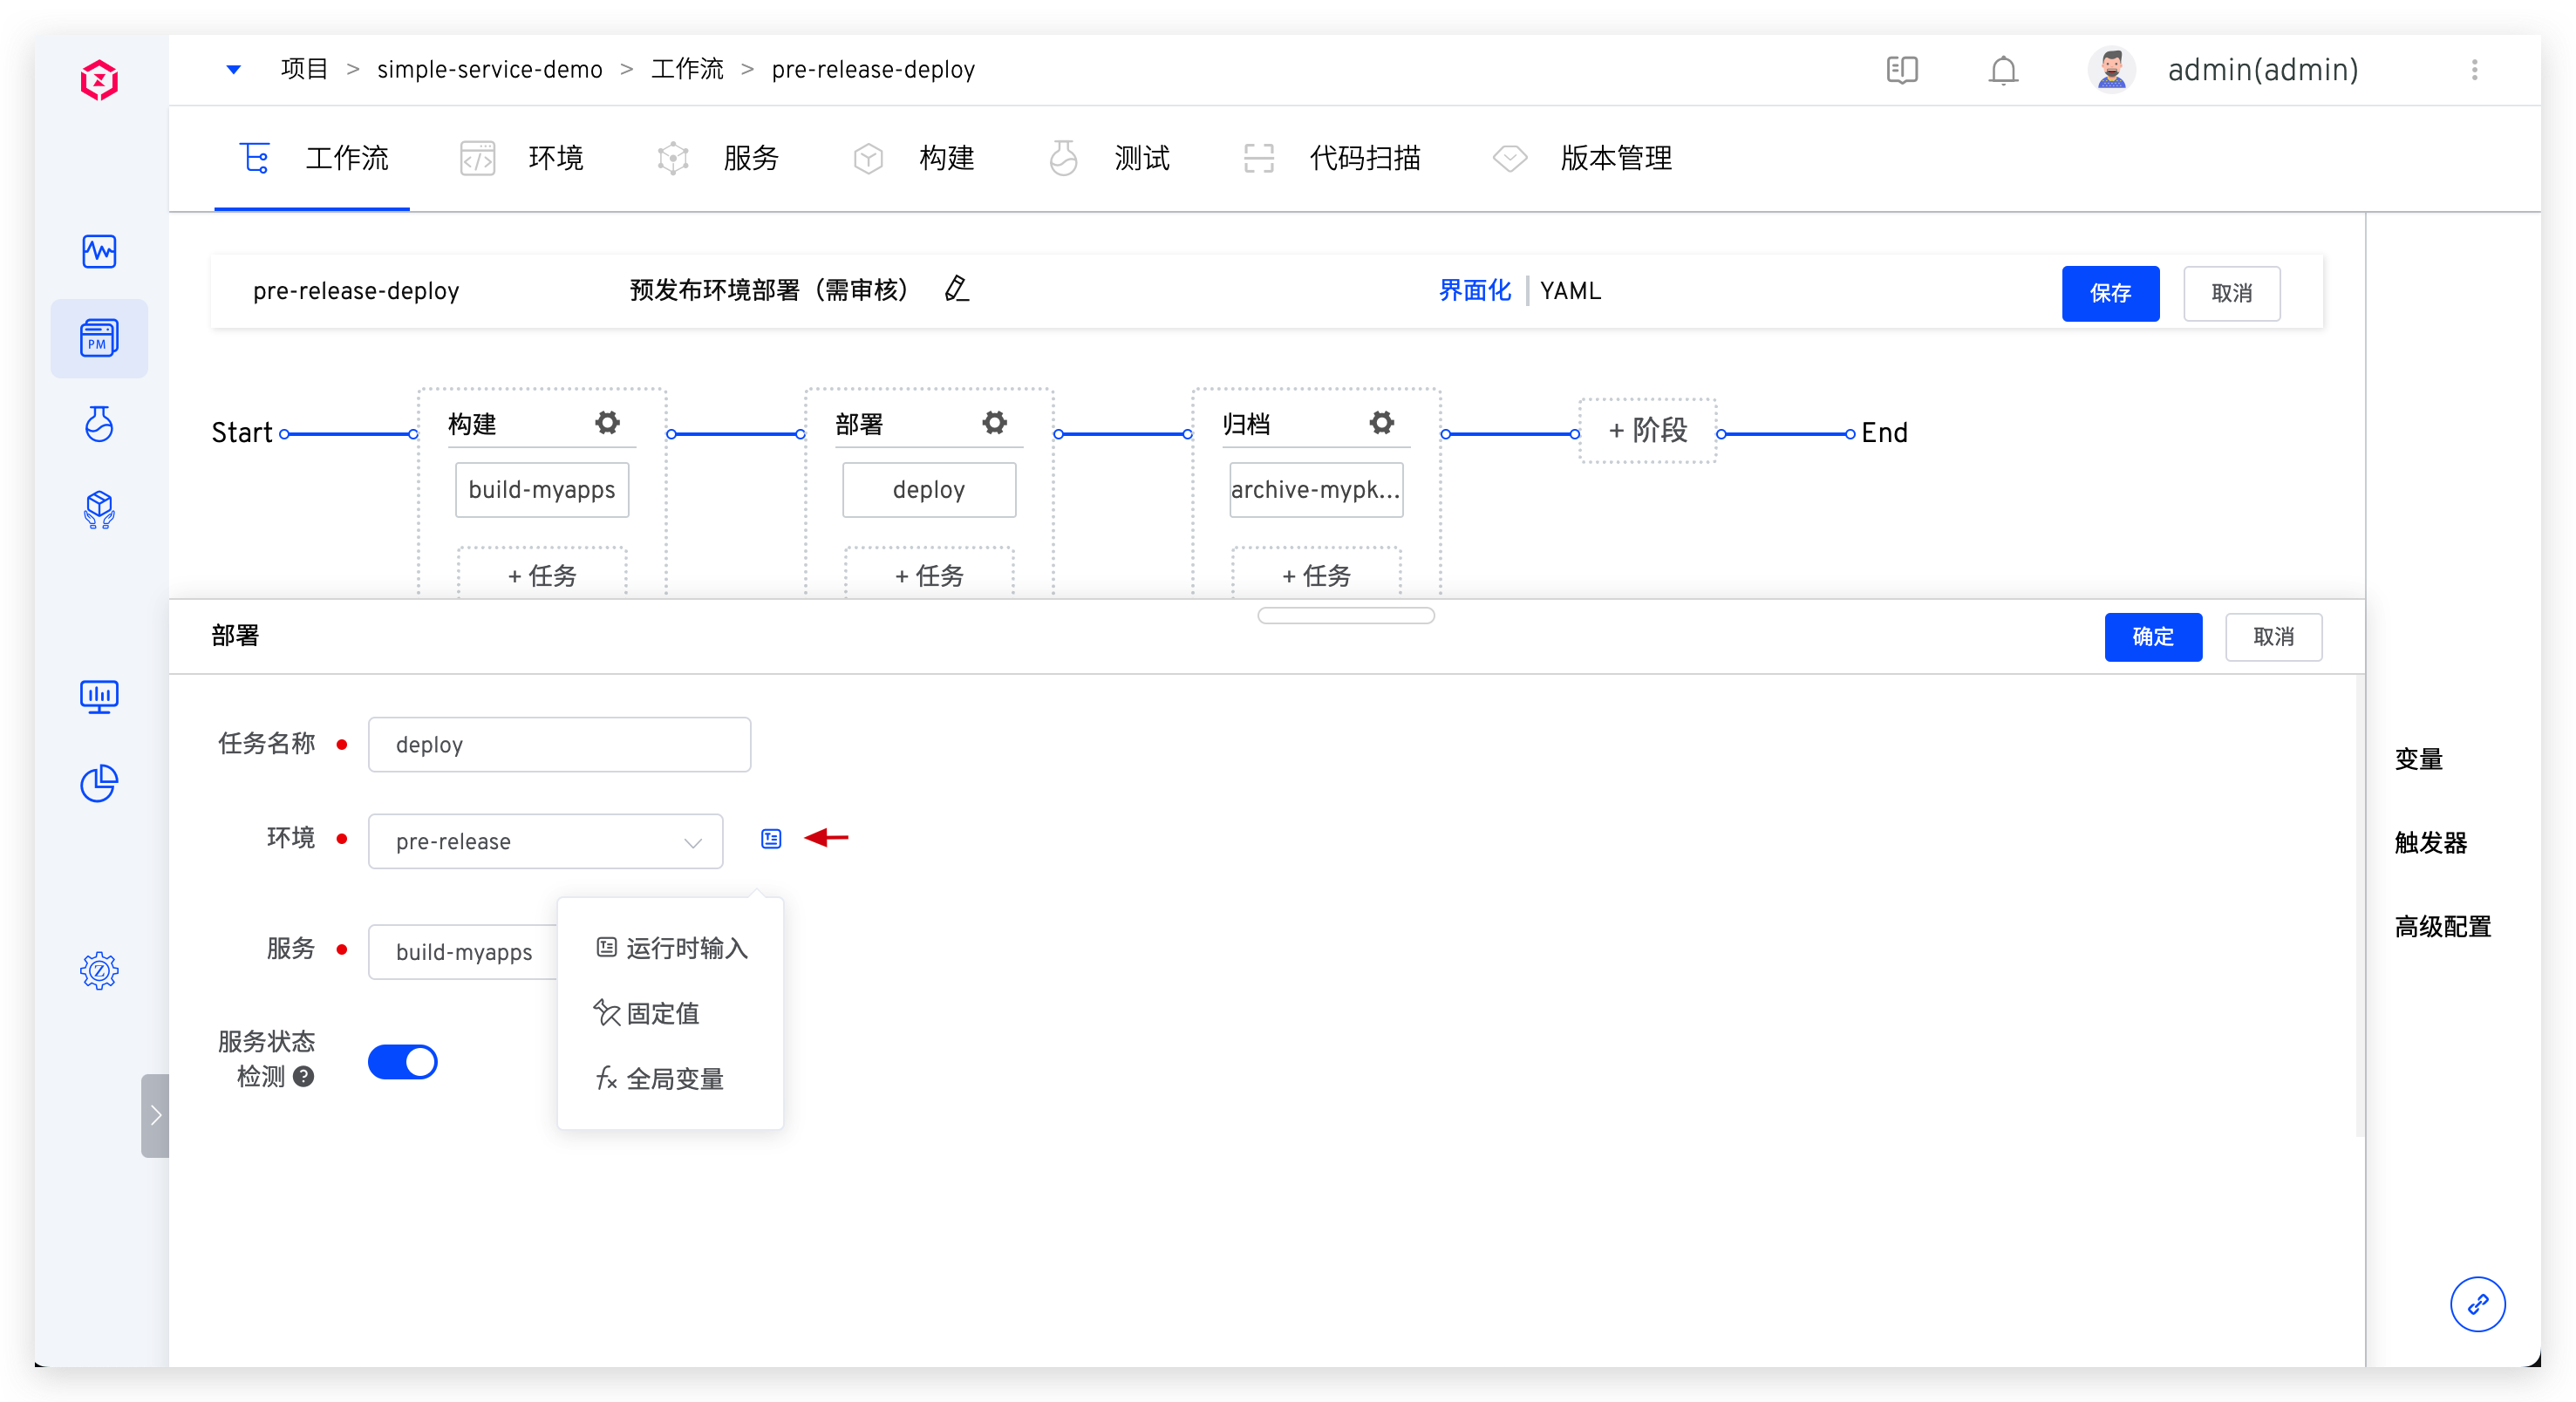 项目 > simple-service-demo > 工作流 > pre-release-deploy
admin(admin)
工作流 环境 服务 构建 测试 代码扫描 版本管理
PM
pre-release-deploy 预发布环境部署（需审核） 界面化 | YAML 保存 取消
Start 构建 部署 归档 + 阶段 End
build-myapps deploy archive-mypk...
+ 任务 + 任务 + 任务
部署 确定 取消
任务名称 deploy
环境 pre-release
服务 build-myapps
运行时输入
固定值
全局变量
服务状态
检测 ?
变量
触发器
高级配置